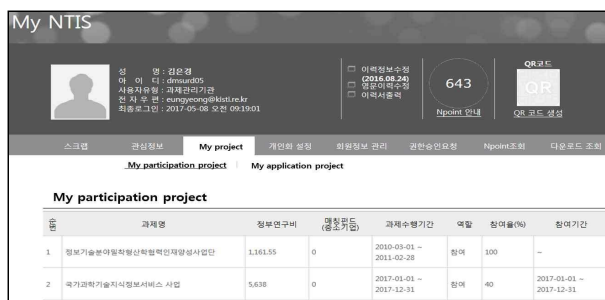 My NTIS
성 명 : 김은경
아 이 디 : dmsurd05
사용자유형 : 과제관리기관
전 자 우 편 : eungyeong@kisti.re.kr
최종로그인 : 2017-05-08 오전 09:19:01
이력정보수정
(2016.08.24)
영문이력수정
이력서출력
643
Npoint 안내
QR코드
QR
QR 코드 생성
스크랩 관심정보 My project 개인화 설정 회원정보 관리 권한승인요청 Npoint조회 다운로드 조회
My participation project My application project
My participation project
순번 과제명 정부연구비 매칭펀드(중소기업) 과제수행기간 역할 참여율(%) 참여기간
1 정보기술분야밀착형산학협력인재양성사업단 1,161.55 0 2010-03-01 ~ 2011-02-28 참여 100 -
2 국가과학기술지식정보서비스 사업 5,638 0 2017-01-01 ~ 2017-12-31 참여 40 2017-01-01 ~ 2017-12-31